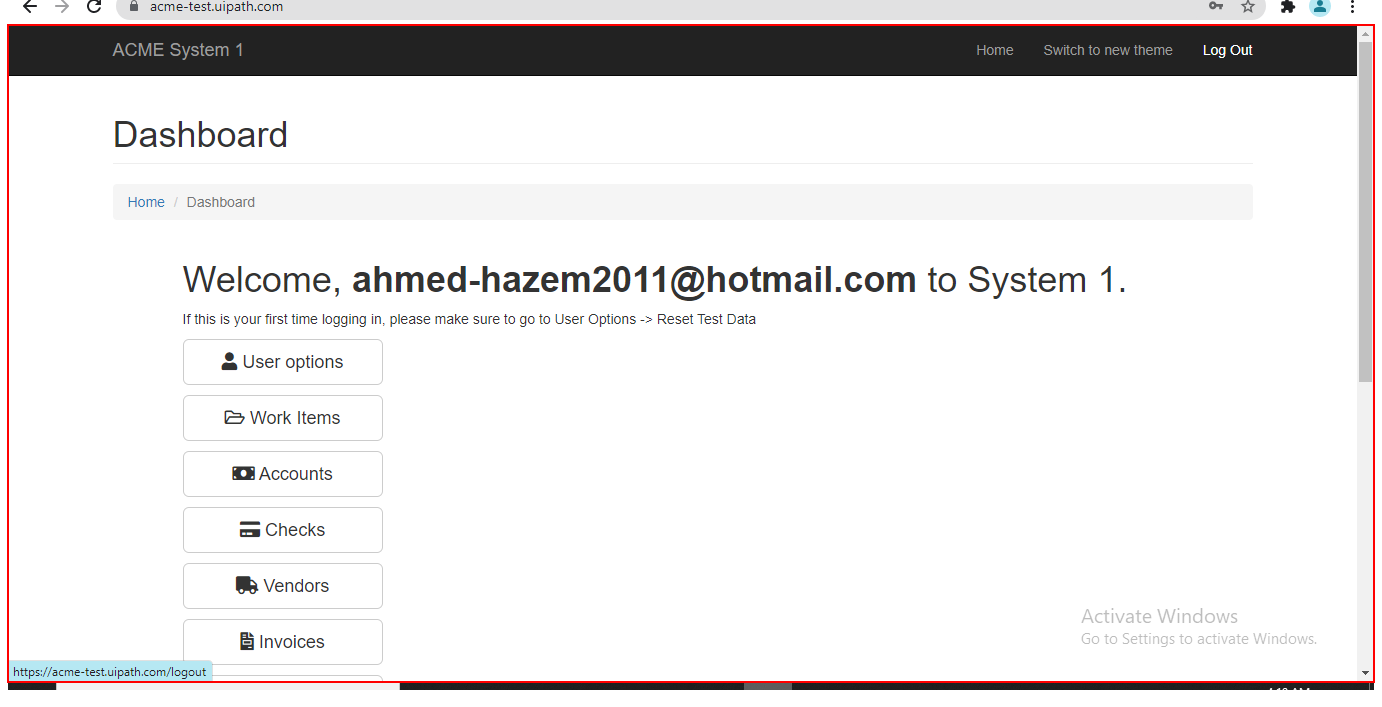 acme-test.uipath.com
ACME System 1 Home Switch to new theme Log Out
Dashboard
Home / Dashboard
Welcome, ahmed-hazem2011@hotmail.com to System 1.
If this is your first time logging in, please make sure to go to User Options -> Reset Test Data
User options
Work Items
Accounts
Checks
Vendors
Invoices
Activate Windows
Go to Settings to activate Windows.
https://acme-test.uipath.com/logout